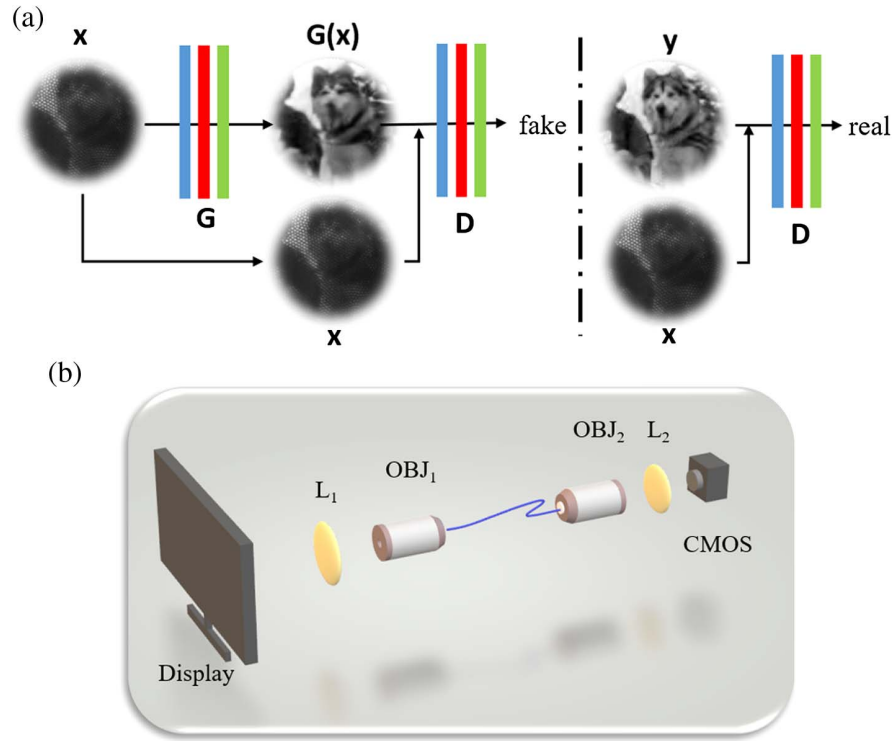 (a)
x
G(x)
y
fake
real
G
D
D
x
x
(b)
OBJ₂
L₂
OBJ₁
L₁
CMOS
Display